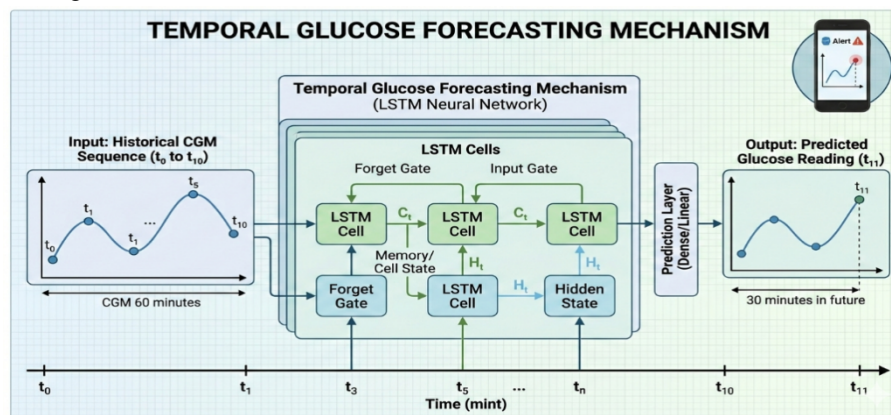 TEMPORAL GLUCOSE FORECASTING MECHANISM
Alert
Temporal Glucose Forecasting Mechanism
(LSTM Neural Network)
Input: Historical CGM
Sequence (t₀ to t₁₀)
t₀
t₁
t₁
...
t₅
t₁₀
CGM 60 minutes
LSTM Cells
Forget Gate
Input Gate
LSTM
Cell
Cₜ
LSTM
Cell
Cₜ
LSTM
Cell
Memory/
Cell State
Hₜ
Hₜ
Forget
Gate
LSTM
Cell
Hₜ
Hidden
State
Prediction Layer
(Dense/Linear)
Output: Predicted
Glucose Reading (t₁₁)
t₁₁
30 minutes in future
t₀
t₁
t₃
t₅
...
tₙ
t₁₀
t₁₁
Time (mint)